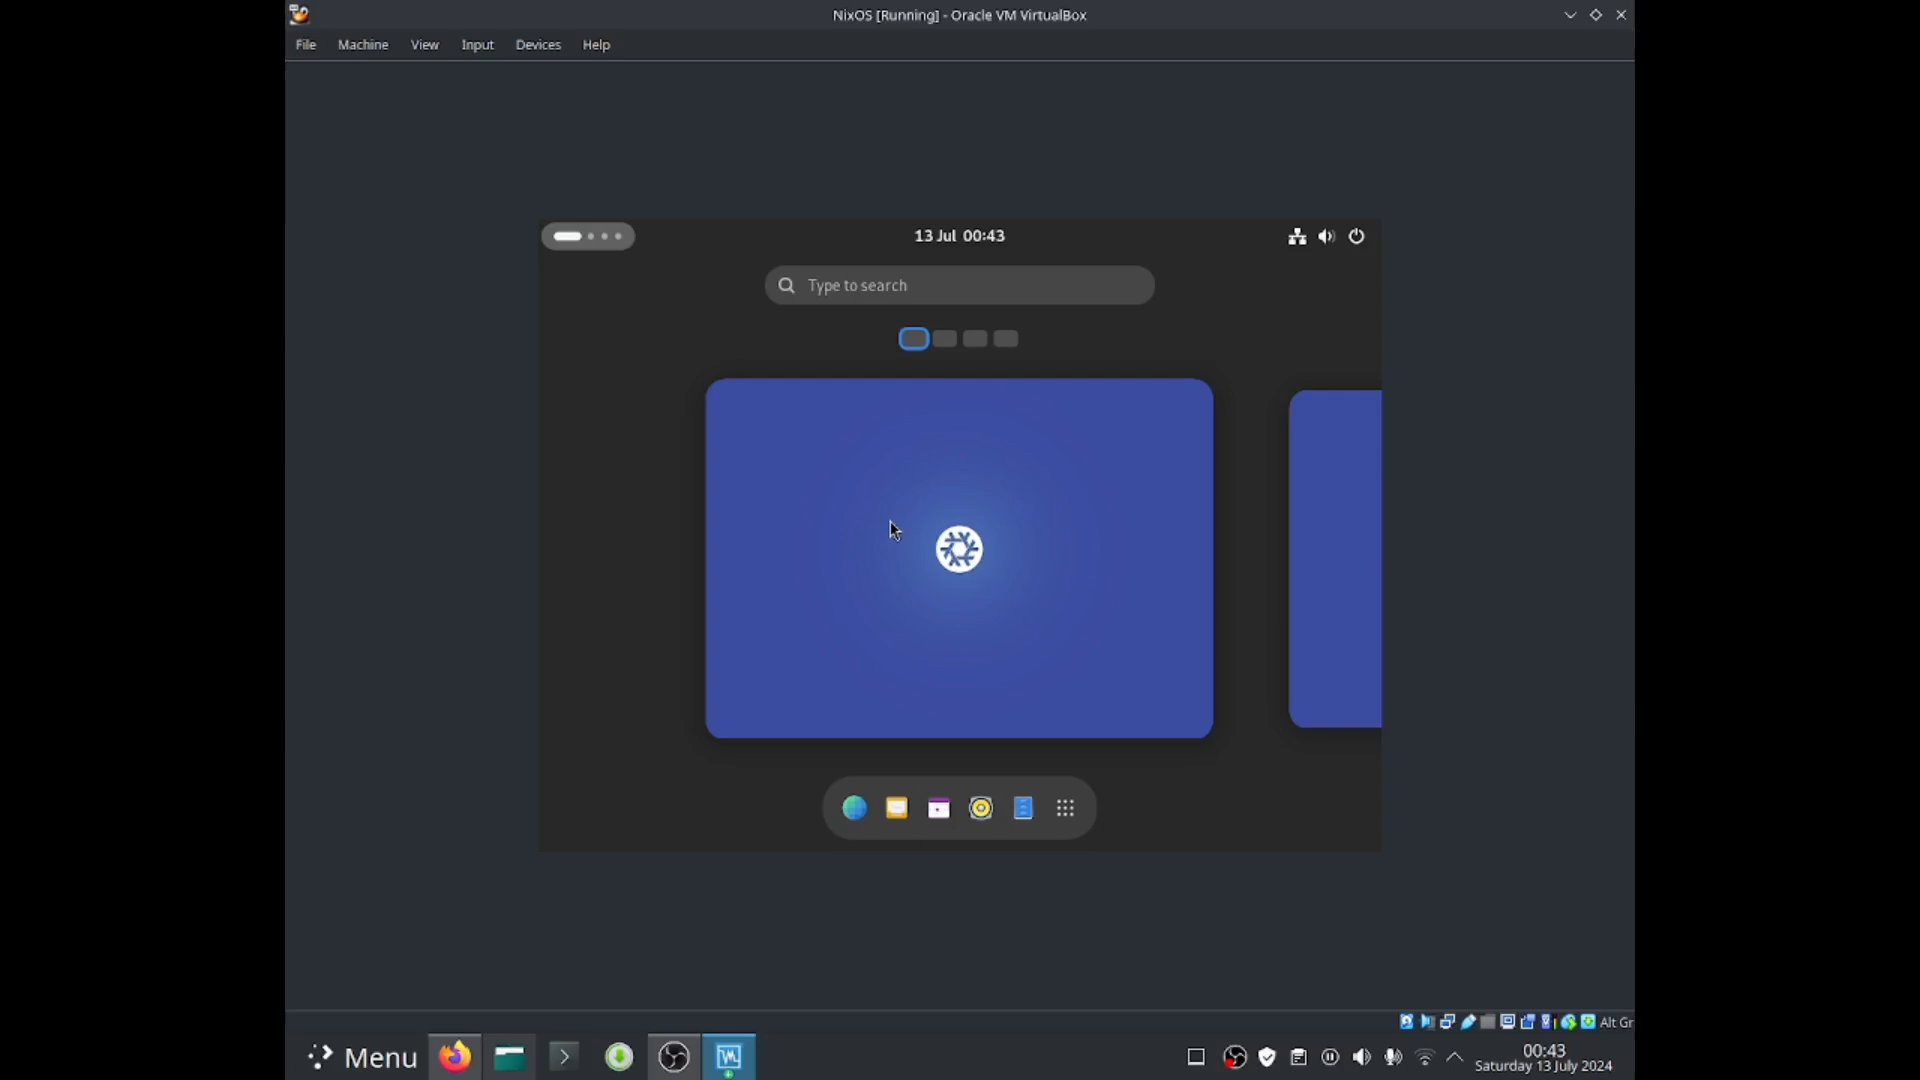 NixOS [Running] - Oracle VM VirtualBox
File Machine View Input Devices Help
13 Jul 00:43
Type to search
Alt Gr
Menu
00:43
Saturday 13 July 2024